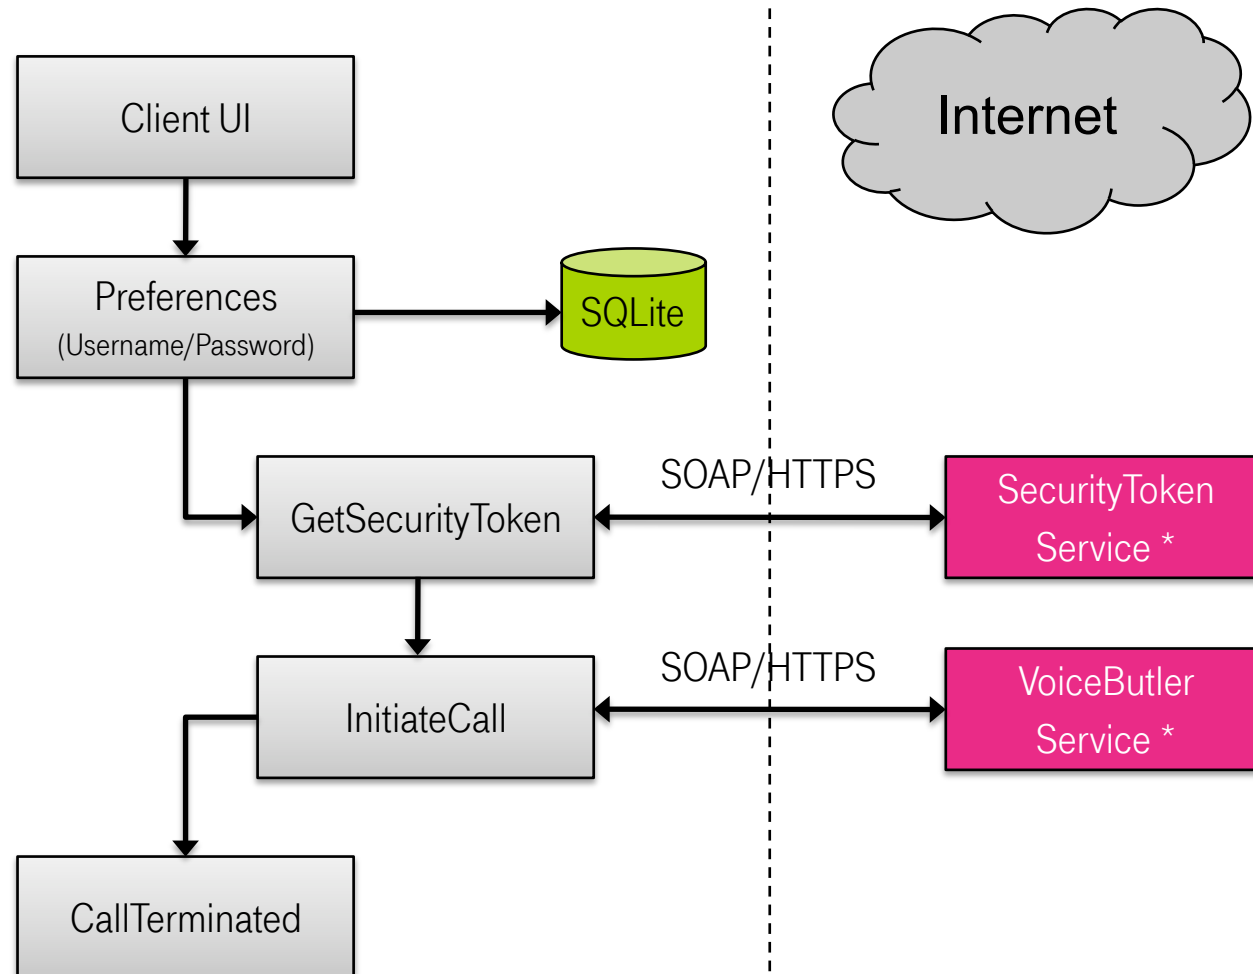 Client UI
Internet
Preferences
(Username/Password)
SQLite
GetSecurityToken
SOAP/HTTPS
SecurityToken
Service *
InitiateCall
SOAP/HTTPS
VoiceButler
Service *
CallTerminated